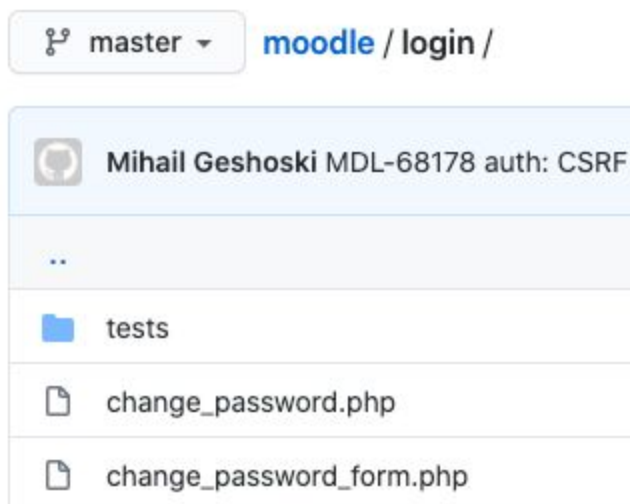 master moodle / login /
Mihail Geshoski MDL-68178 auth: CSRF
..
tests
change_password.php
change_password_form.php